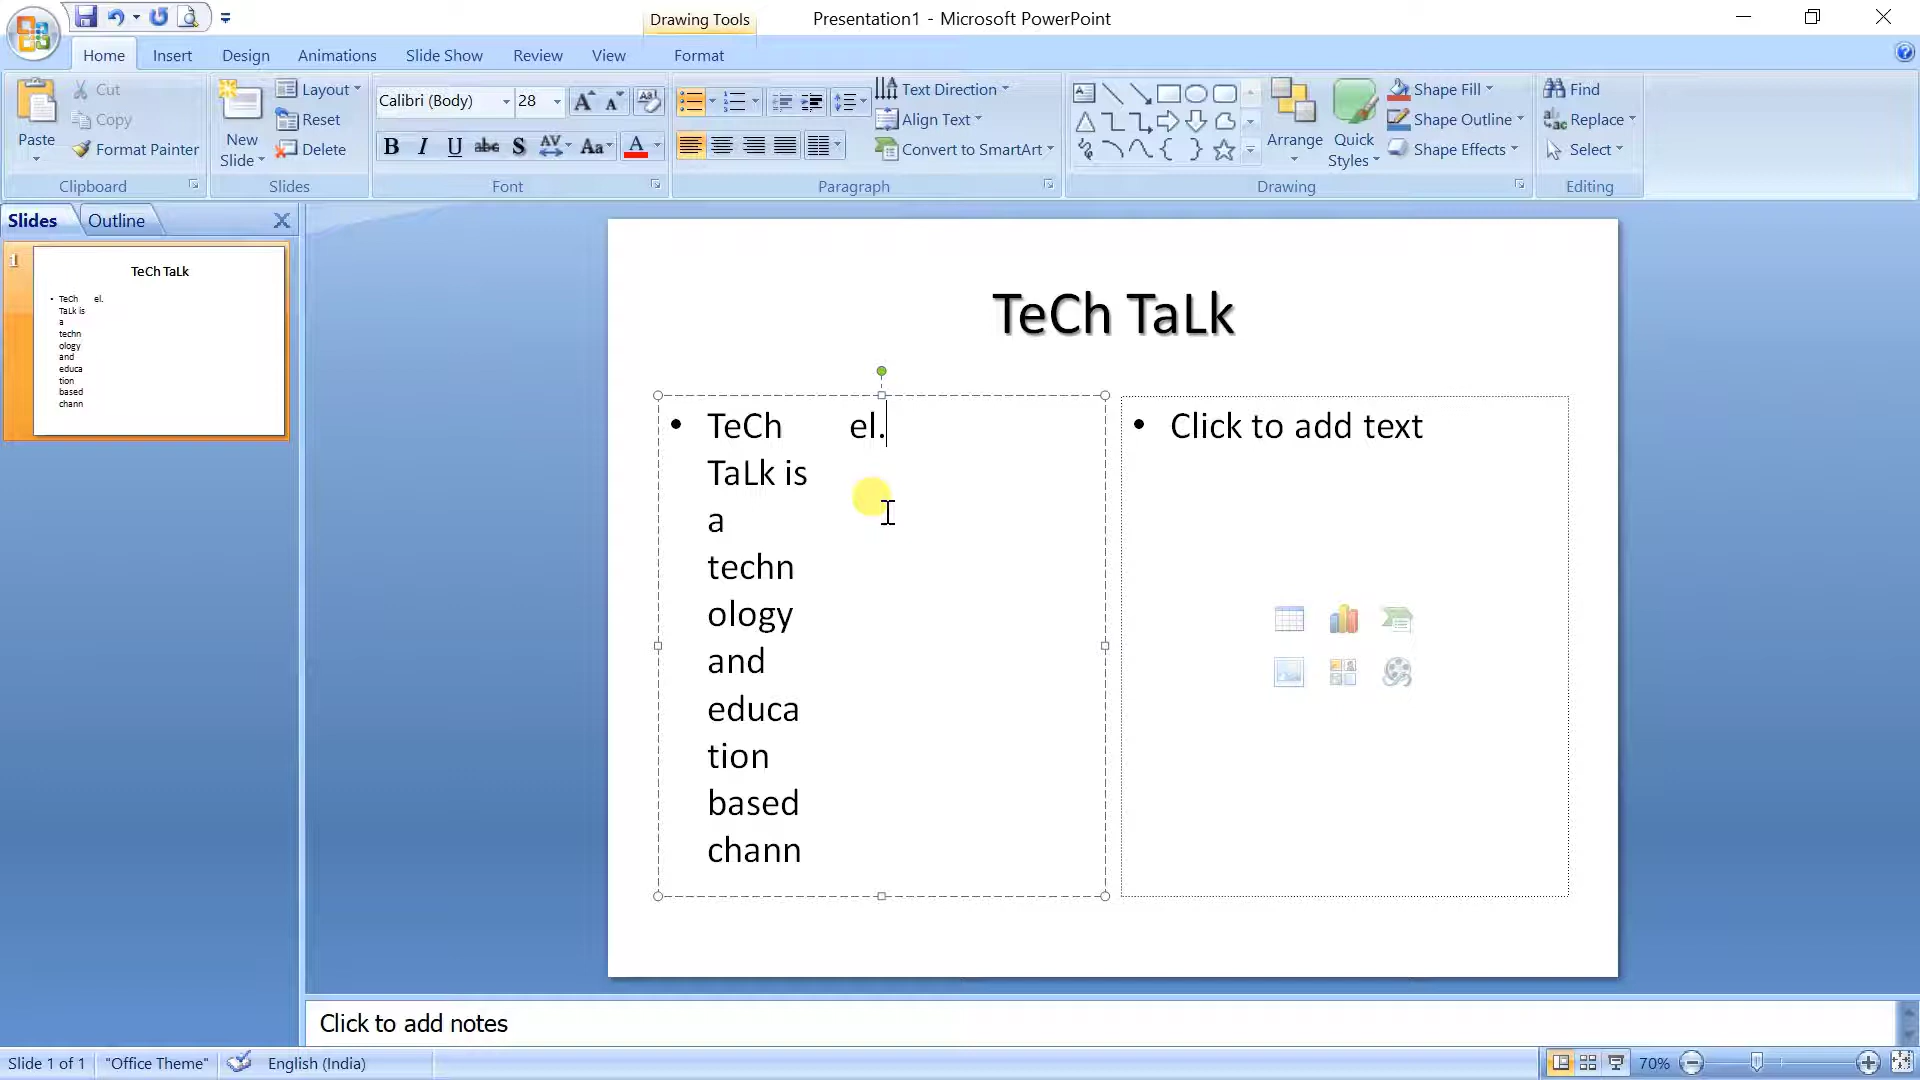 Drawing Tools
Presentation1 - Microsoft PowerPoint
Home Insert Design Animations Slide Show Review View Format
Paste
Cut
Copy
Format Painter
Clipboard
New Slide
Layout
Reset
Delete
Slides
Calibri (Body) 28
B I U abc S AV Aa A
Font
Text Direction
Align Text
Convert to SmartArt
Paragraph
Arrange
Quick Styles
Shape Fill
Shape Outline
Shape Effects
Drawing
Find
Replace
Select
Editing
Slides Outline
1
TeCh TaLk
• TeCh el.
TaLk is
a
techn
ology
and
educa
tion
based
chann
TeCh TaLk
• TeCh el.
TaLk is
a
techn
ology
and
educa
tion
based
chann
• Click to add text
Click to add notes
Slide 1 of 1 "Office Theme" English (India) 70%